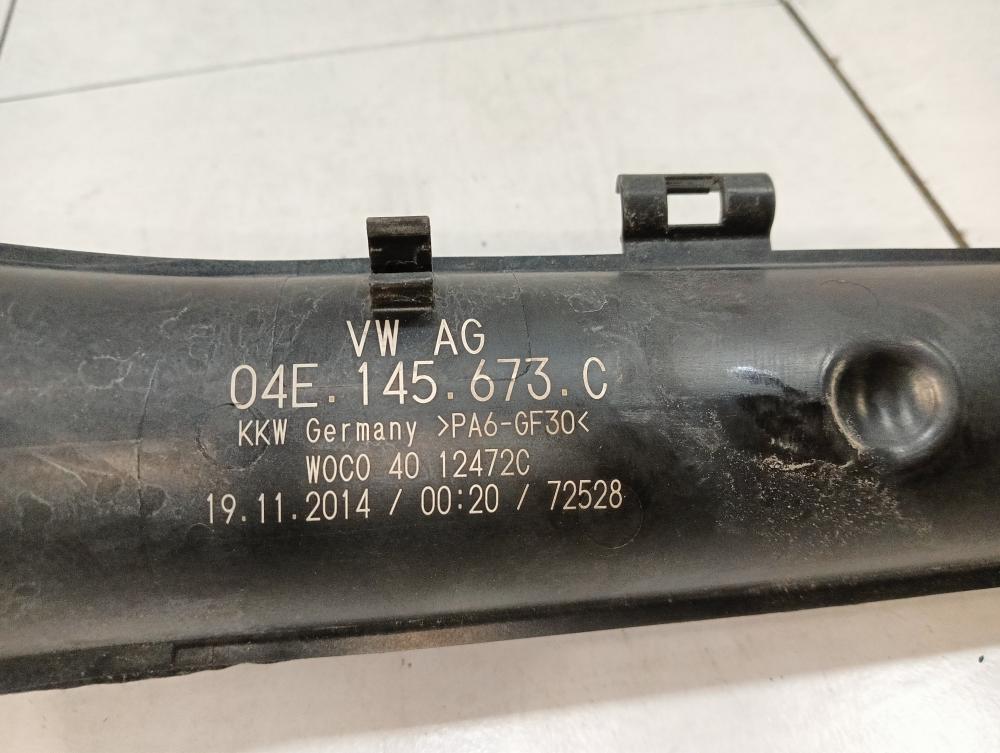 VW AG
04E.145.673.C
KKW Germany >PA6-GF30<
WOCO 40 12472C
19.11.2014 / 00:20 / 72528